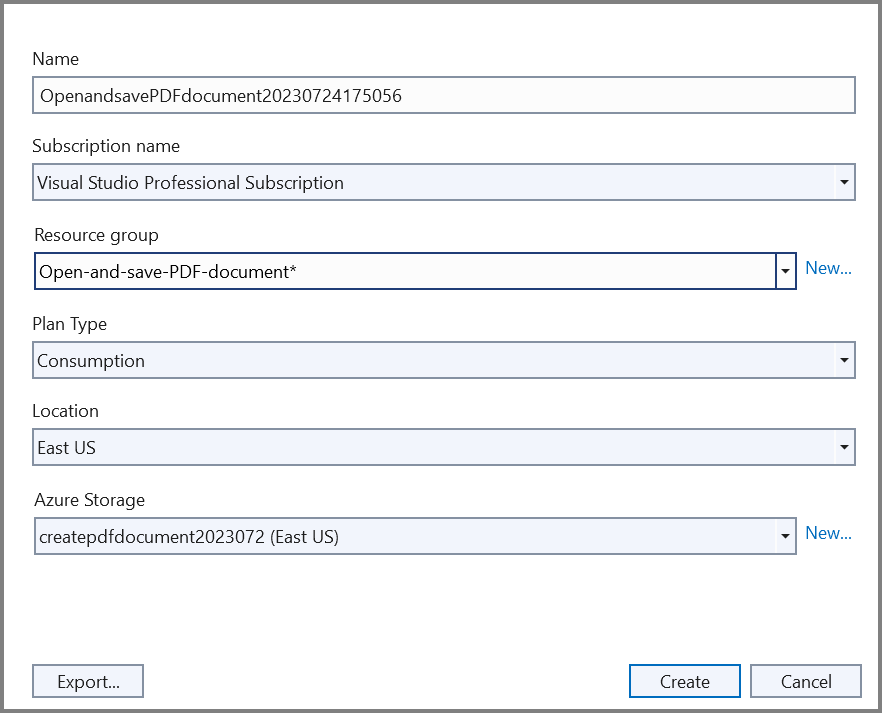 Name
OpenandsavePDFdocument20230724175056
Subscription name
Visual Studio Professional Subscription
Resource group
Open-and-save-PDF-document*
New...
Plan Type
Consumption
Location
East US
Azure Storage
createpdfdocument2023072 (East US)
New...
Export...
Create
Cancel